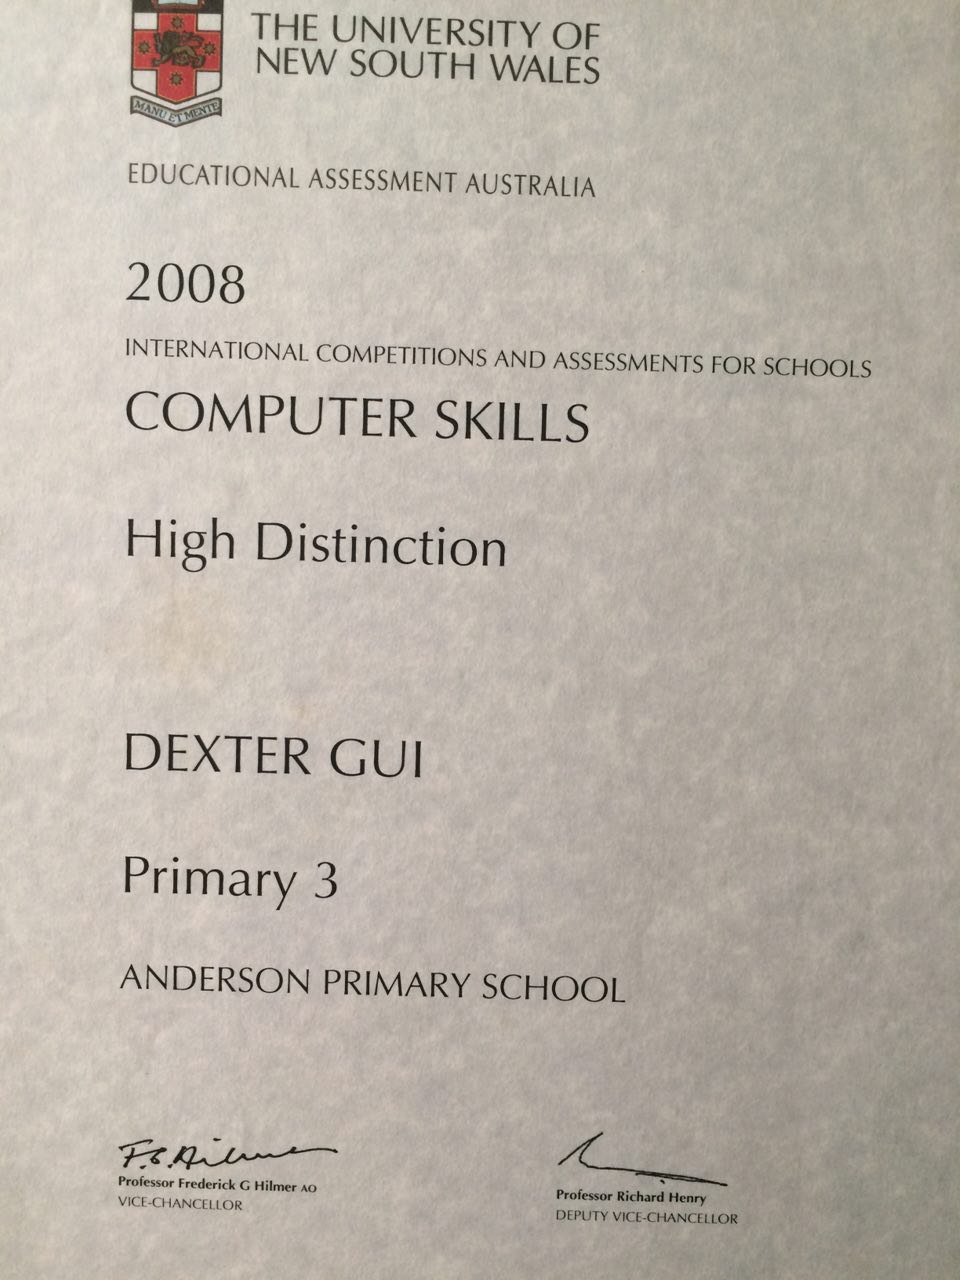 THE UNIVERSITY OF
NEW SOUTH WALES
MANU ET MENTE
EDUCATIONAL ASSESSMENT AUSTRALIA
2008
INTERNATIONAL COMPETITIONS AND ASSESSMENTS FOR SCHOOLS
COMPUTER SKILLS
High Distinction
DEXTER GUI
Primary 3
ANDERSON PRIMARY SCHOOL
F.G. Hilmer
Professor Frederick G Hilmer AO
VICE-CHANCELLOR
Professor Richard Henry
DEPUTY VICE-CHANCELLOR